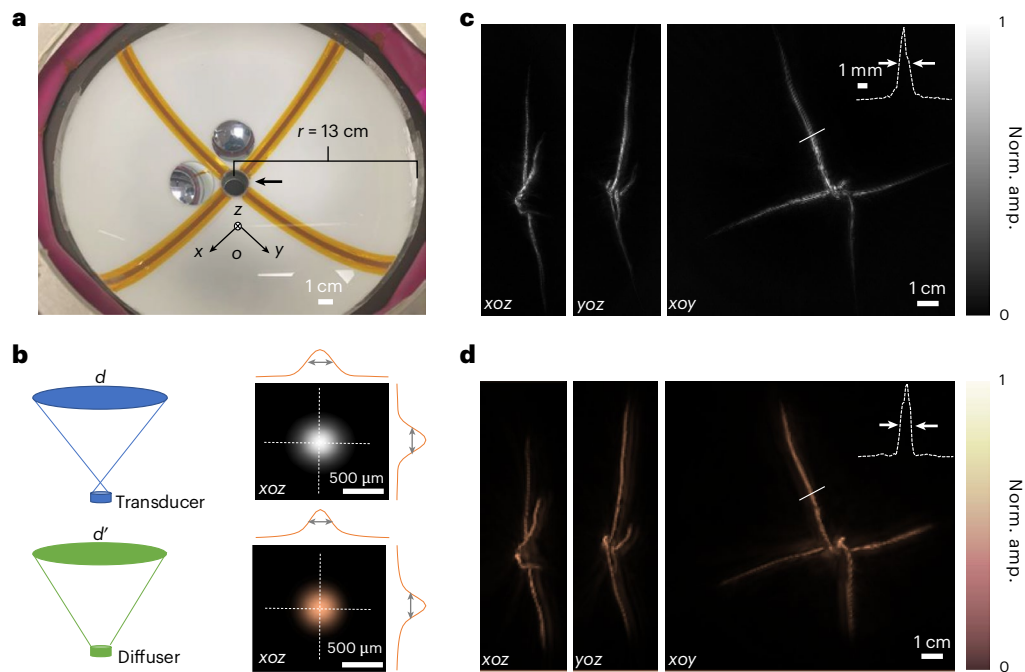 a
r = 13 cm
z
x
o
y
1 cm
b
d
Transducer
xoz
500 µm
d′
Diffuser
xoz
500 µm
c
1 mm
xoz
yoz
xoy
1 cm
1
Norm. amp.
0
d
xoz
yoz
xoy
1 cm
1
Norm. amp.
0